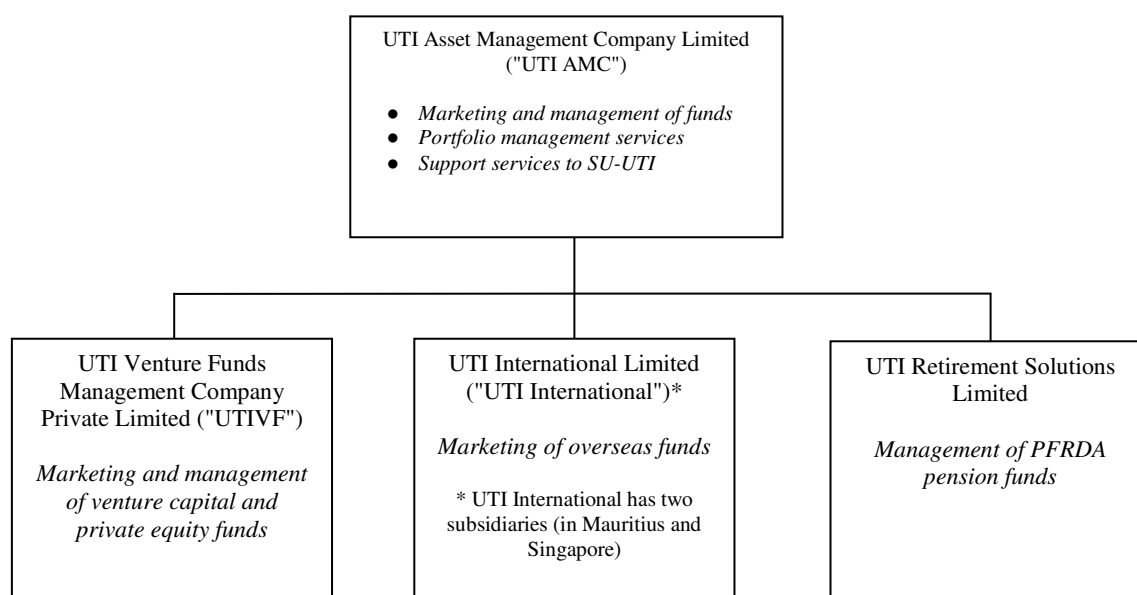 UTI Asset Management Company Limited
("UTI AMC")
● Marketing and management of funds
● Portfolio management services
● Support services to SU-UTI
UTI Venture Funds
Management Company
Private Limited ("UTIVF")
Marketing and management
of venture capital and
private equity funds
UTI International Limited
("UTI International")*
Marketing of overseas funds
* UTI International has two
subsidiaries (in Mauritius and
Singapore)
UTI Retirement Solutions
Limited
Management of PFRDA
pension funds